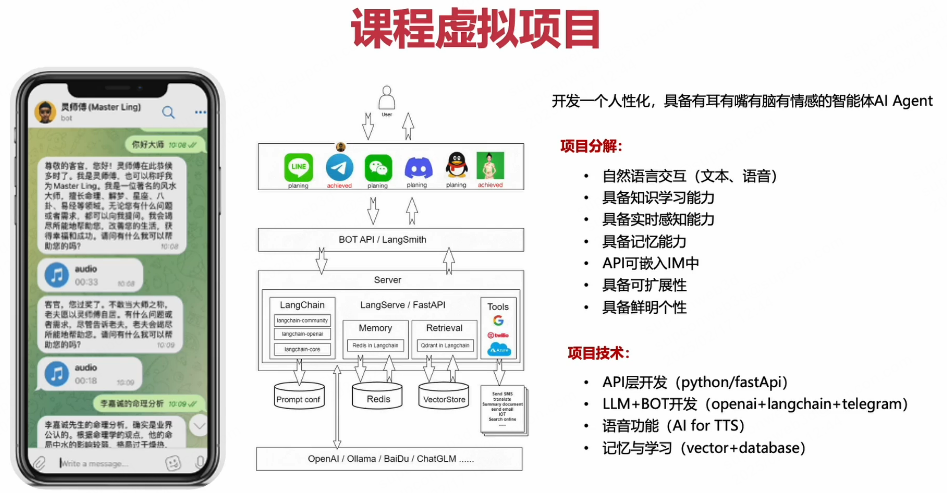 课程虚拟项目
灵师傅 (Master Ling)
bot
你好大师 10:08
尊敬的客官，您好！灵师傅在此恭候
多时了。我是灵师傅，也可以称呼我
为Master Ling。我是一位著名的风水
大师，擅长命理、解梦、星座、八
卦、易经等领域。无论您有什么问题
或者需求，都可以向我提问。我会竭
尽所能地帮助您，改善您的生活，获
得幸福和成功。请问有什么我可以帮
助您的吗？ 10:08
audio
00:33 10:08
客官，您过奖了。不敢当大师之称，
老夫愿以灵师傅自居。有什么问题或
者需求，尽管告诉老夫。老夫会竭尽
所能地帮助您。请问有什么我可以帮
助您的吗？ 10:09
audio
00:18 10:09
李嘉诚的命理分析 10:09
李嘉诚先生的命理分析，确实是业界
公认的。根据命理学的观点，他的命
Write a message...
User
LINE
planing
achieved
planing
planing
planing
achieved
BOT API / LangSmith
Server
LangChain
langchain-community
langchain-openai
langchain-core
LangServe / FastAPI
Memory
Redis in Langchain
Retrieval
Qdrant in Langchain
Tools
twilio
Azure
Prompt conf
Redis
VectorStore
Send SMS
translate
Summary document
send email
IOT
Search online
......
OpenAI / Ollama / BaiDu / ChatGLM ......
开发一个人性化，具备有耳有嘴有脑有情感的智能体AI Agent
项目分解：
• 自然语言交互（文本、语音）
• 具备知识学习能力
• 具备实时感知能力
• 具备记忆能力
• API可嵌入IM中
• 具备可扩展性
• 具备鲜明个性
项目技术：
• API层开发（python/fastApi）
• LLM+BOT开发（openai+langchain+telegram）
• 语音功能（AI for TTS）
• 记忆与学习（vector+database）